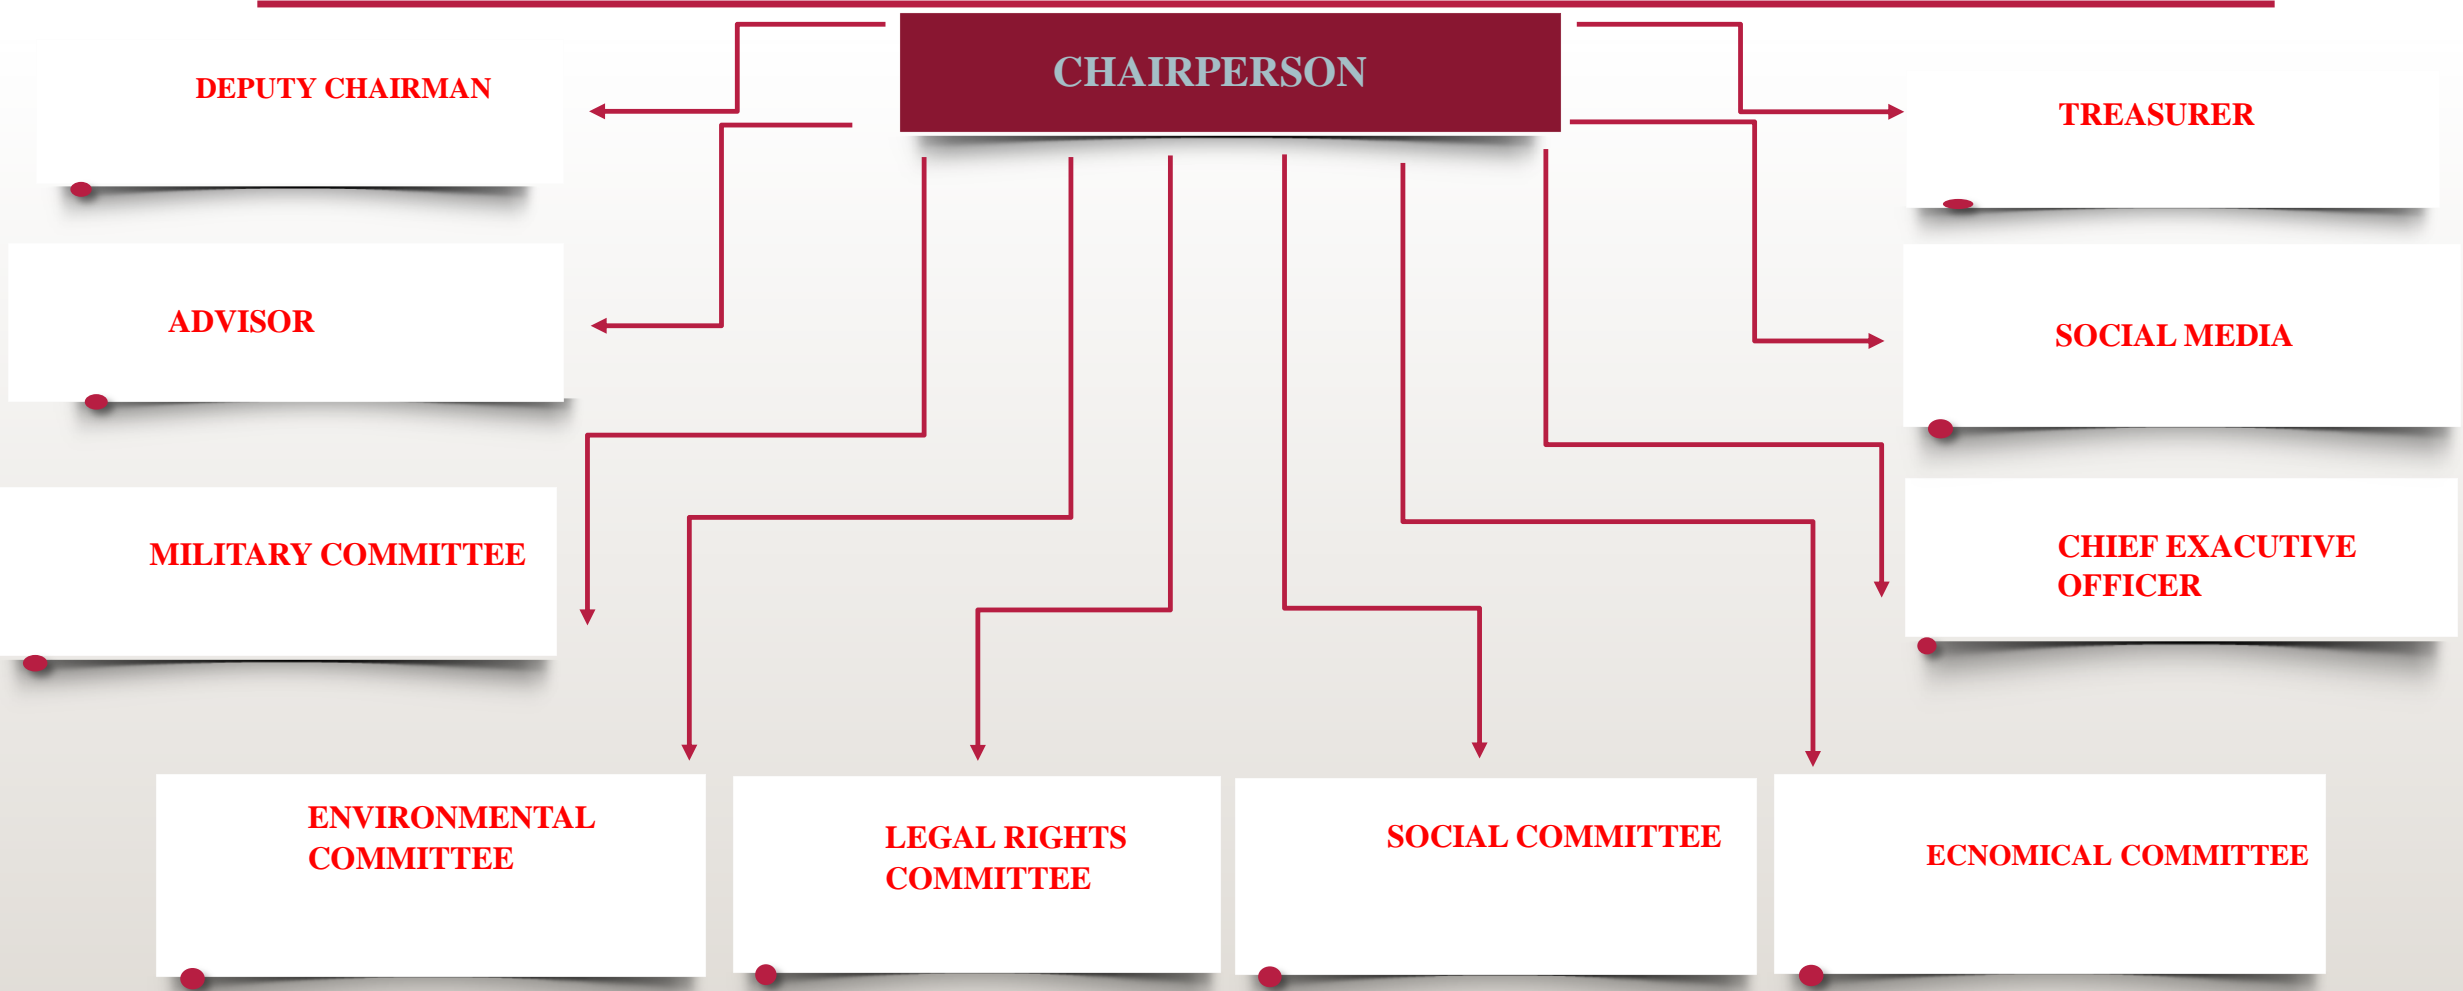 CHAIRPERSON
DEPUTY CHAIRMAN
TREASURER
ADVISOR
SOCIAL MEDIA
MILITARY COMMITTEE
CHIEF EXACUTIVE
OFFICER
ENVIRONMENTAL
COMMITTEE
LEGAL RIGHTS
COMMITTEE
SOCIAL COMMITTEE
ECNOMICAL COMMITTEE